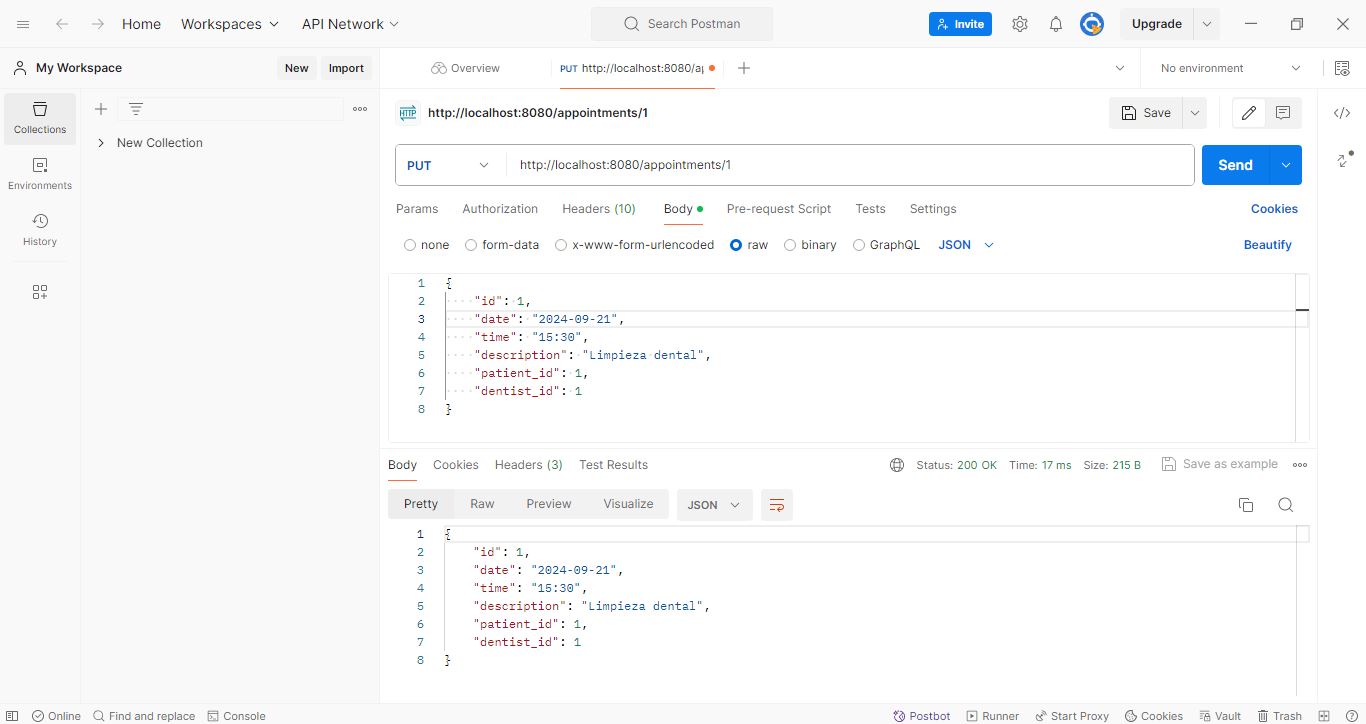 Home Workspaces API Network Search Postman Invite Upgrade
My Workspace New Import Overview PUT http://localhost:8080/a No environment
HTTP http://localhost:8080/appointments/1 Save
Collections
New Collection
PUT http://localhost:8080/appointments/1 Send
Environments
Params Authorization Headers (10) Body Pre-request Script Tests Settings Cookies
History
none form-data x-www-form-urlencoded raw binary GraphQL JSON Beautify
1 {
2 "id": 1,
3 "date": "2024-09-21",
4 "time": "15:30",
5 "description": "Limpieza dental",
6 "patient_id": 1,
7 "dentist_id": 1
8 }
Body Cookies Headers (3) Test Results Status: 200 OK Time: 17 ms Size: 215 B Save as example
Pretty Raw Preview Visualize JSON
1 {
2 "id": 1,
3 "date": "2024-09-21",
4 "time": "15:30",
5 "description": "Limpieza dental",
6 "patient_id": 1,
7 "dentist_id": 1
8 }
Online Find and replace Console Postbot Runner Start Proxy Cookies Vault Trash